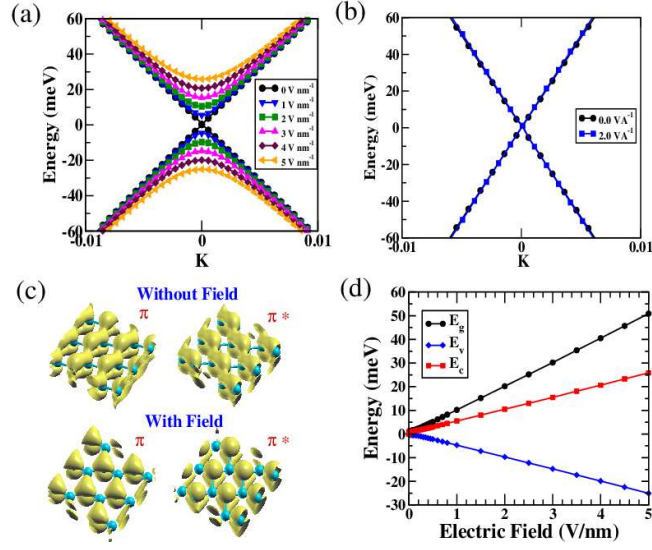 (a)
60
40
20
0
-20
-40
-60
Energy (meV)
0 V nm⁻¹
1 V nm⁻¹
2 V nm⁻¹
3 V nm⁻¹
4 V nm⁻¹
5 V nm⁻¹
-0.01 0 0.01
K
(b)
60
40
20
0
-20
-40
-60
Energy (meV)
0.0 VA⁻¹
2.0 VA⁻¹
-0.01 0 0.01
K
(c)
Without Field
π π *
With Field
π π *
(d)
60
50
40
30
20
10
0
-10
-20
-30
Energy (meV)
E_g
E_v
E_c
0 1 2 3 4 5
Electric Field (V/nm)